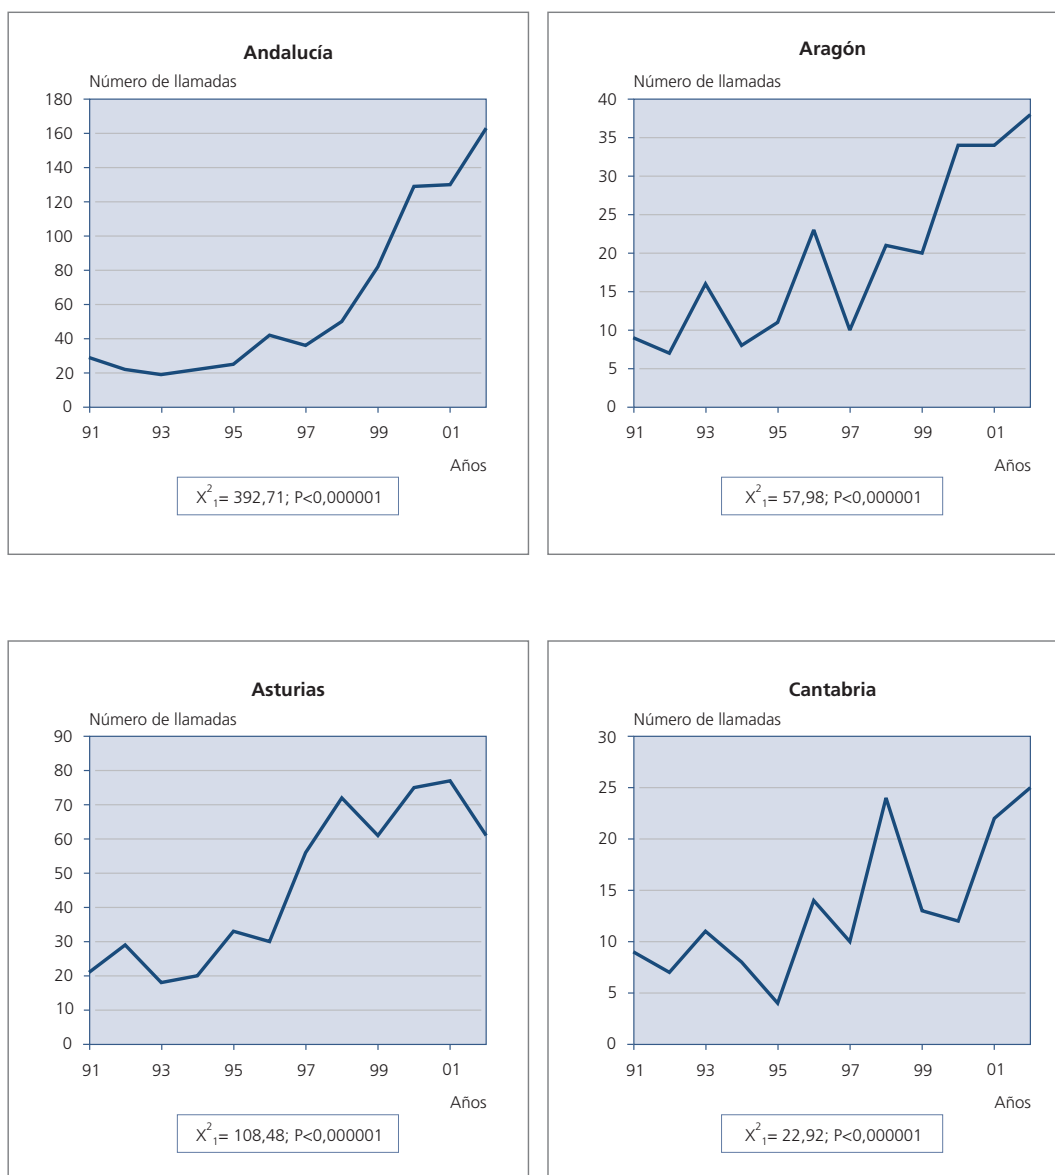 Andalucía
Número de llamadas
180
160
140
120
100
80
60
40
20
0
91 93 95 97 99 01
Años
X²₁= 392,71; P<0,000001
Aragón
Número de llamadas
40
35
30
25
20
15
10
5
0
91 93 95 97 99 01
Años
X²₁= 57,98; P<0,000001
Asturias
Número de llamadas
90
80
70
60
50
40
30
20
10
0
91 93 95 97 99 01
Años
X²₁= 108,48; P<0,000001
Cantabria
Número de llamadas
30
25
20
15
10
5
0
91 93 95 97 99 01
Años
X²₁= 22,92; P<0,000001